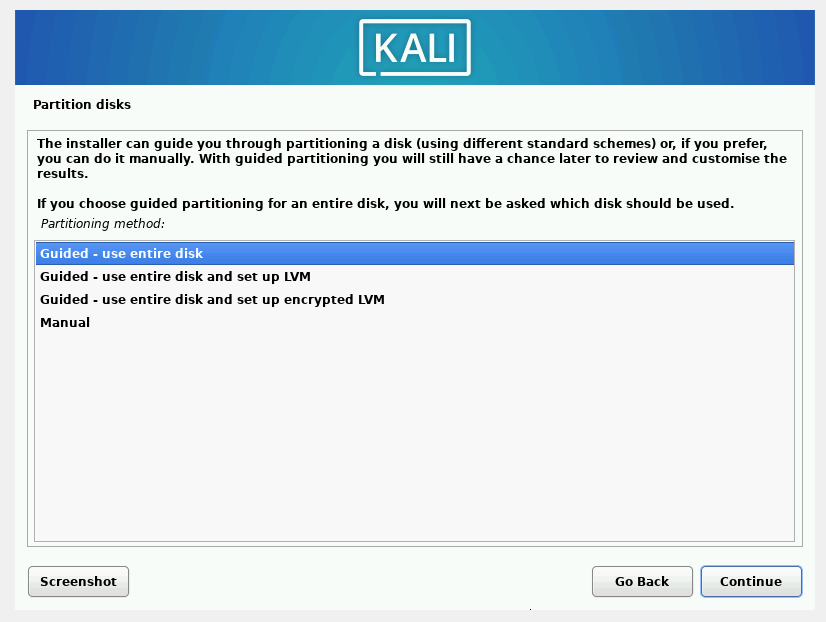 KALI
Partition disks
The installer can guide you through partitioning a disk (using different standard schemes) or, if you prefer,
you can do it manually. With guided partitioning you will still have a chance later to review and customise the
results.
If you choose guided partitioning for an entire disk, you will next be asked which disk should be used.
Partitioning method:
Guided - use entire disk
Guided - use entire disk and set up LVM
Guided - use entire disk and set up encrypted LVM
Manual
Screenshot
Go Back
Continue